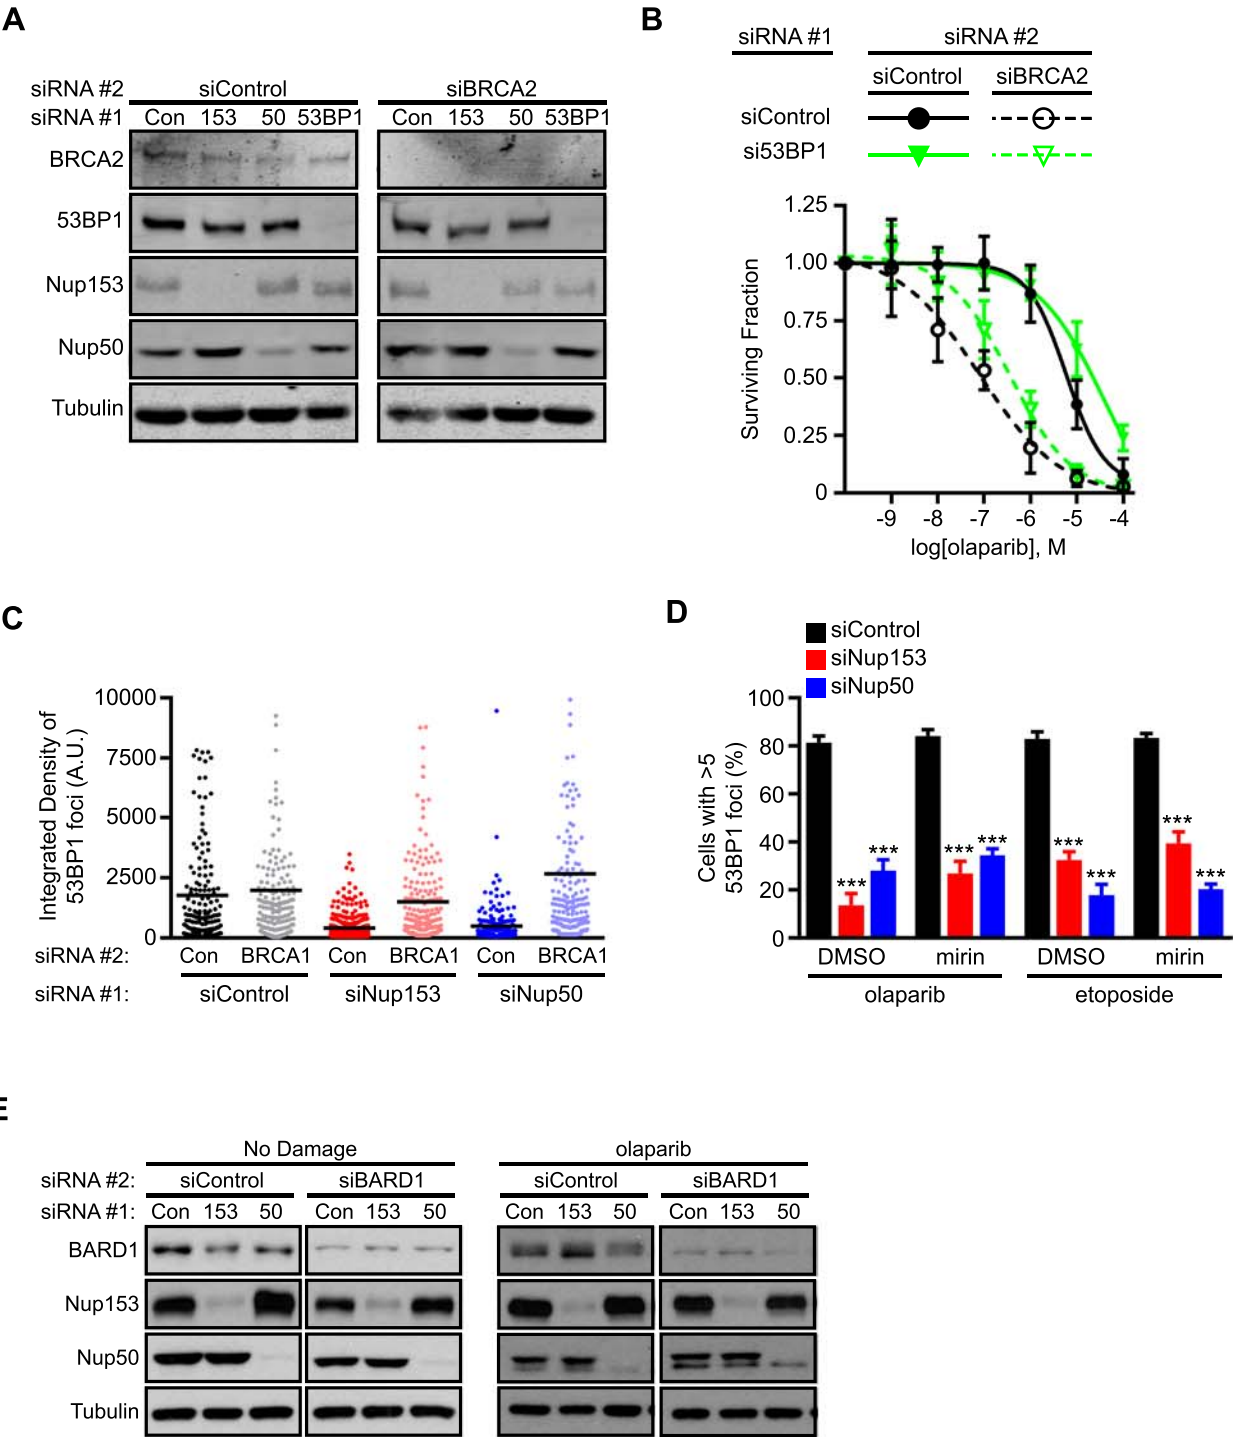 A
siRNA #2 siControl siBRCA2
siRNA #1 Con 153 50 53BP1 Con 153 50 53BP1
BRCA2
53BP1
Nup153
Nup50
Tubulin
B
siRNA #1 siRNA #2
siControl siBRCA2
siControl
si53BP1
Surviving Fraction
1.25
1.00
0.75
0.50
0.25
0
-9 -8 -7 -6 -5 -4
log[olaparib], M
C
Integrated Density of
53BP1 foci (A.U.)
10000
7500
5000
2500
0
siRNA #2: Con BRCA1 Con BRCA1 Con BRCA1
siRNA #1: siControl siNup153 siNup50
D
siControl
siNup153
siNup50
Cells with >5
53BP1 foci (%)
100
80
60
40
20
0
*** *** *** *** *** *** *** ***
DMSO mirin DMSO mirin
olaparib etoposide
E
No Damage olaparib
siRNA #2: siControl siBARD1 siControl siBARD1
siRNA #1: Con 153 50 Con 153 50 Con 153 50 Con 153 50
BARD1
Nup153
Nup50
Tubulin